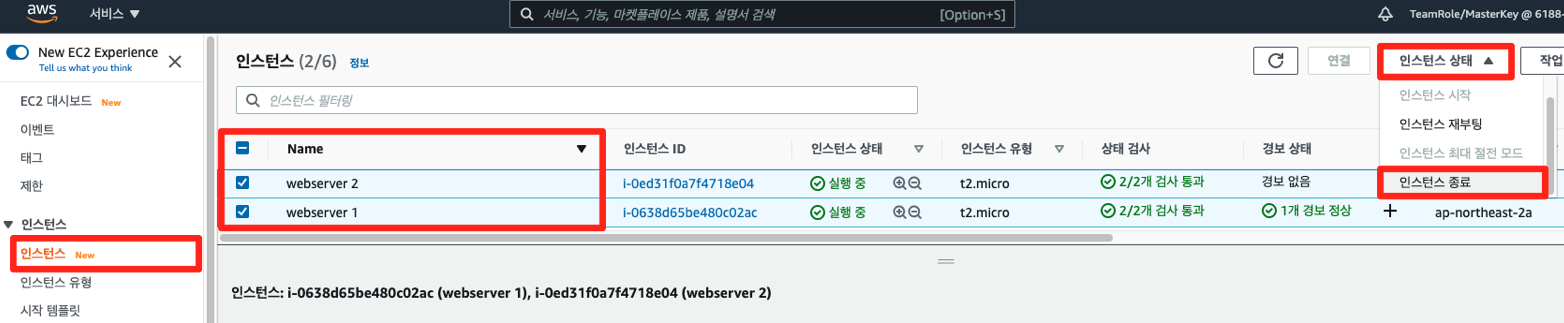 aws 서비스 ▼ 서비스, 기능, 마켓플레이스 제품, 설명서 검색 [Option+S] TeamRole/MasterKey @ 6188-
New EC2 Experience
Tell us what you think
EC2 대시보드 New
이벤트
태그
제한
▼ 인스턴스
인스턴스 New
인스턴스 유형
시작 템플릿
인스턴스 (2/6) 정보 연결 인스턴스 상태 ▲ 작업
인스턴스 필터링
인스턴스 시작
인스턴스 재부팅
인스턴스 최대 절전 모드
인스턴스 종료
Name ▼ 인스턴스 ID 인스턴스 상태 인스턴스 유형 상태 검사 경보 상태
webserver 2 i-0ed31f0a7f4718e04 실행 중 t2.micro 2/2개 검사 통과 경보 없음
webserver 1 i-0638d65be480c02ac 실행 중 t2.micro 2/2개 검사 통과 1개 경보 정상 + ap-northeast-2a
인스턴스: i-0638d65be480c02ac (webserver 1), i-0ed31f0a7f4718e04 (webserver 2)